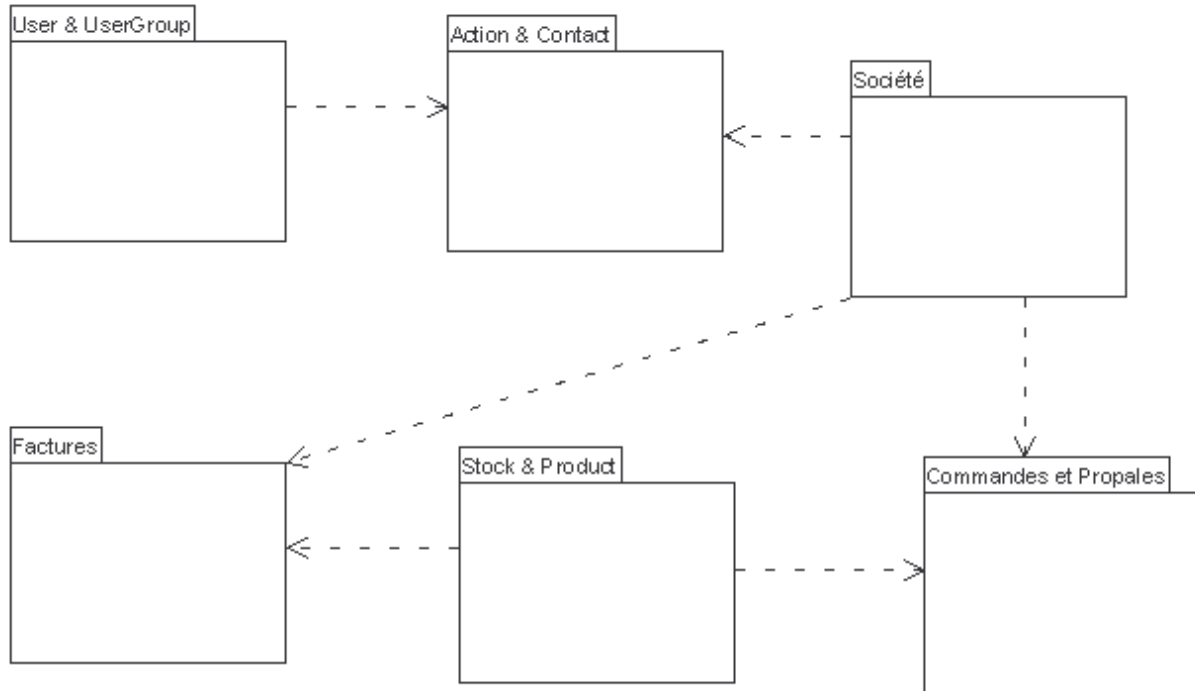 User & UserGroup
Action & Contact
Société
Factures
Stock & Product
Commandes et Propales